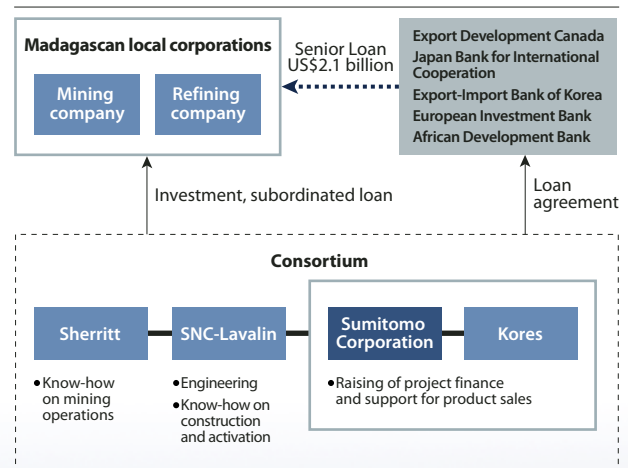 Madagascan local corporations
Mining
company
Refining
company
Senior Loan
US$2.1 billion
Export Development Canada
Japan Bank for International
Cooperation
Export-Import Bank of Korea
European Investment Bank
African Development Bank
Investment, subordinated loan
Loan
agreement
Consortium
Sherritt
SNC-Lavalin
Sumitomo
Corporation
Kores
•Know-how
on mining
operations
•Engineering
•Know-how on
construction
and activation
•Raising of project finance
and support for product sales